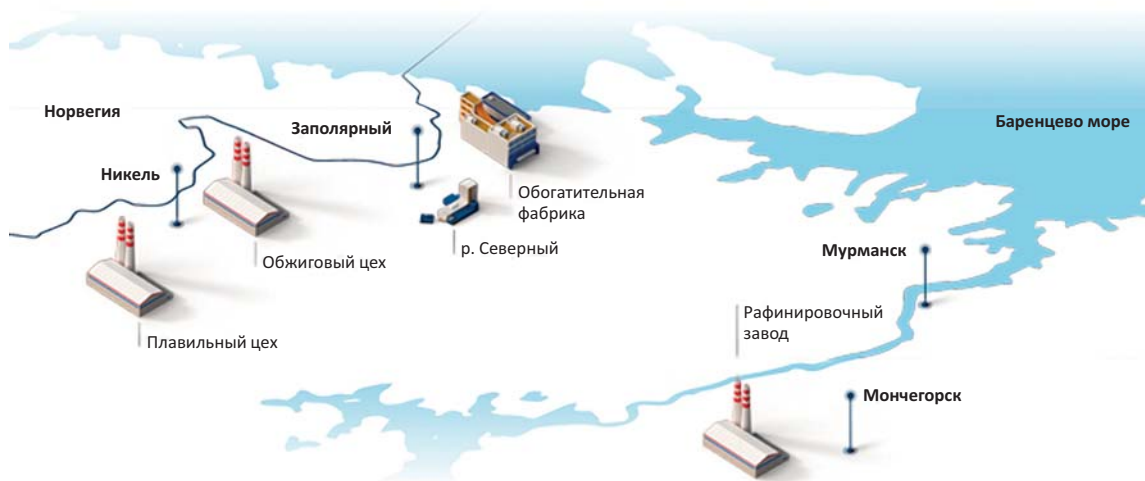 Норвегия
Заполярный
Баренцево море
Никель
Обогатительная
фабрика
р. Северный
Обжиговый цех
Мурманск
Плавильный цех
Рафинировочный
завод
Мончегорск